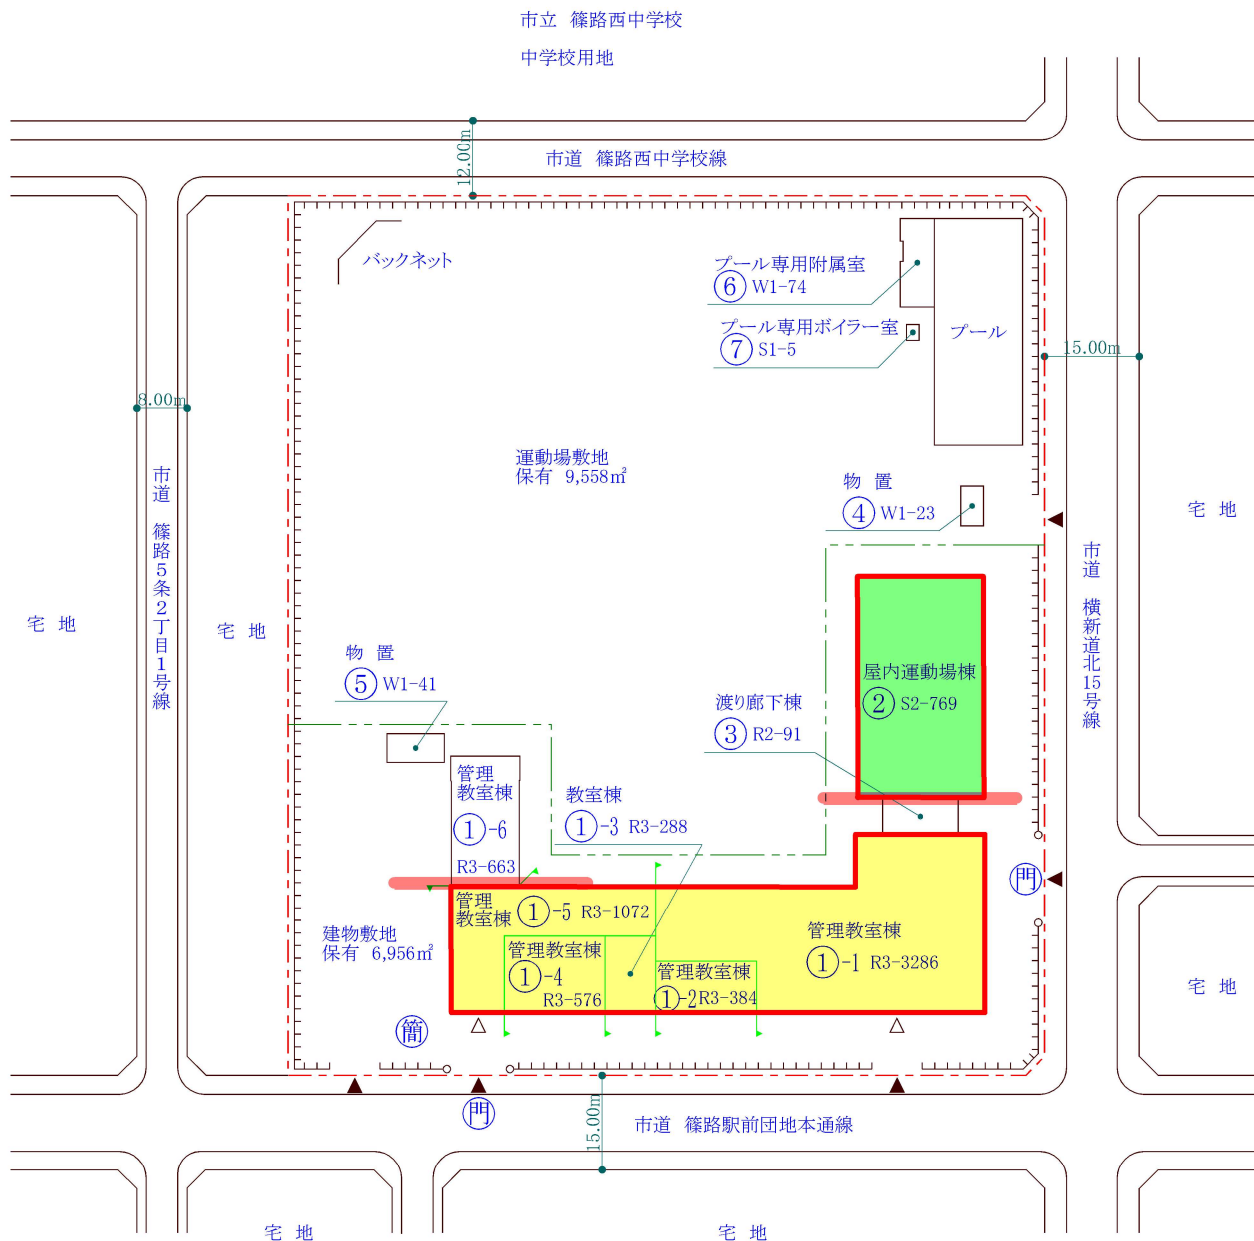 市立 篠路西中学校
中学校用地
12.00m
市道 篠路西中学校線
バックネット
プール専用附属室
⑥ W1-74
プール専用ボイラー室
⑦ S1-5
プール
15.00m
8.00m
運動場敷地
保有 9,558㎡
物 置
④ W1-23
市道 篠路5条2丁目1号線
市道 横新道北15号線
宅 地
宅 地
宅 地
物 置
⑤ W1-41
屋内運動場棟
② S2-769
渡り廊下棟
③ R2-91
管理
教室棟
①-6
R3-663
教室棟
①-3 R3-288
門
管理
教室棟
①-5 R3-1072
建物敷地
保有 6,956㎡
管理教室棟
①-4
R3-576
管理教室棟
①-2 R3-384
管理教室棟
①-1 R3-3286
宅 地
簡
門
15.00m
市道 篠路駅前団地本通線
宅 地
宅 地